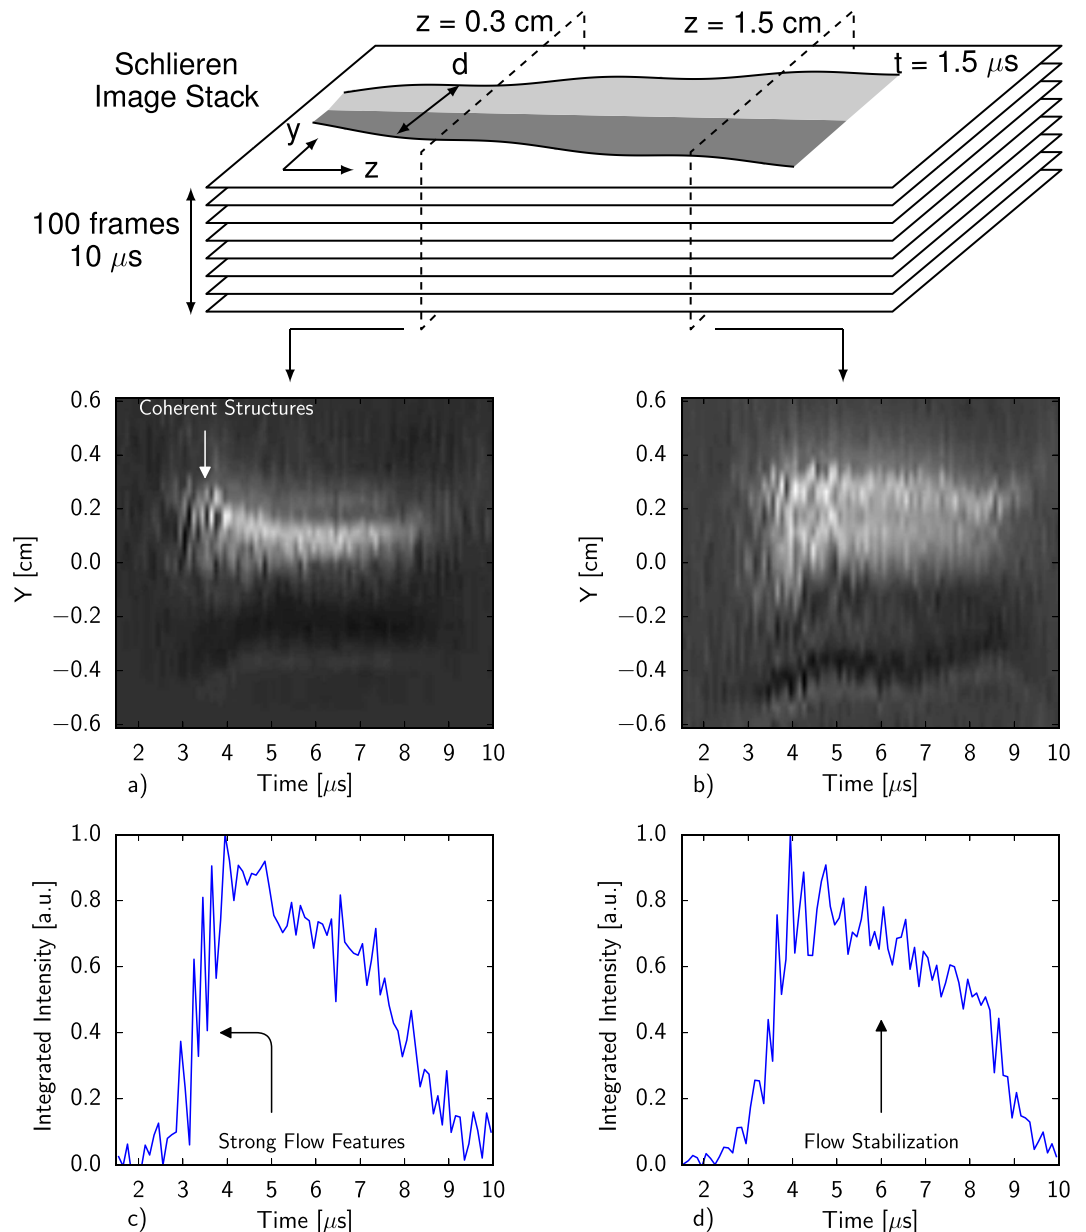 z = 0.3 cm
z = 1.5 cm
Schlieren
Image Stack
d
t = 1.5 μs
y
z
100 frames
10 μs
Coherent Structures
0.6
0.4
0.2
0.0
−0.2
−0.4
−0.6
Y [cm]
2 3 4 5 6 7 8 9 10
Time [μs]
a)
0.6
0.4
0.2
0.0
−0.2
−0.4
−0.6
Y [cm]
2 3 4 5 6 7 8 9 10
Time [μs]
b)
1.0
0.8
0.6
0.4
0.2
0.0
Integrated Intensity [a.u.]
Strong Flow Features
2 3 4 5 6 7 8 9 10
Time [μs]
c)
1.0
0.8
0.6
0.4
0.2
0.0
Integrated Intensity [a.u.]
Flow Stabilization
2 3 4 5 6 7 8 9 10
Time [μs]
d)